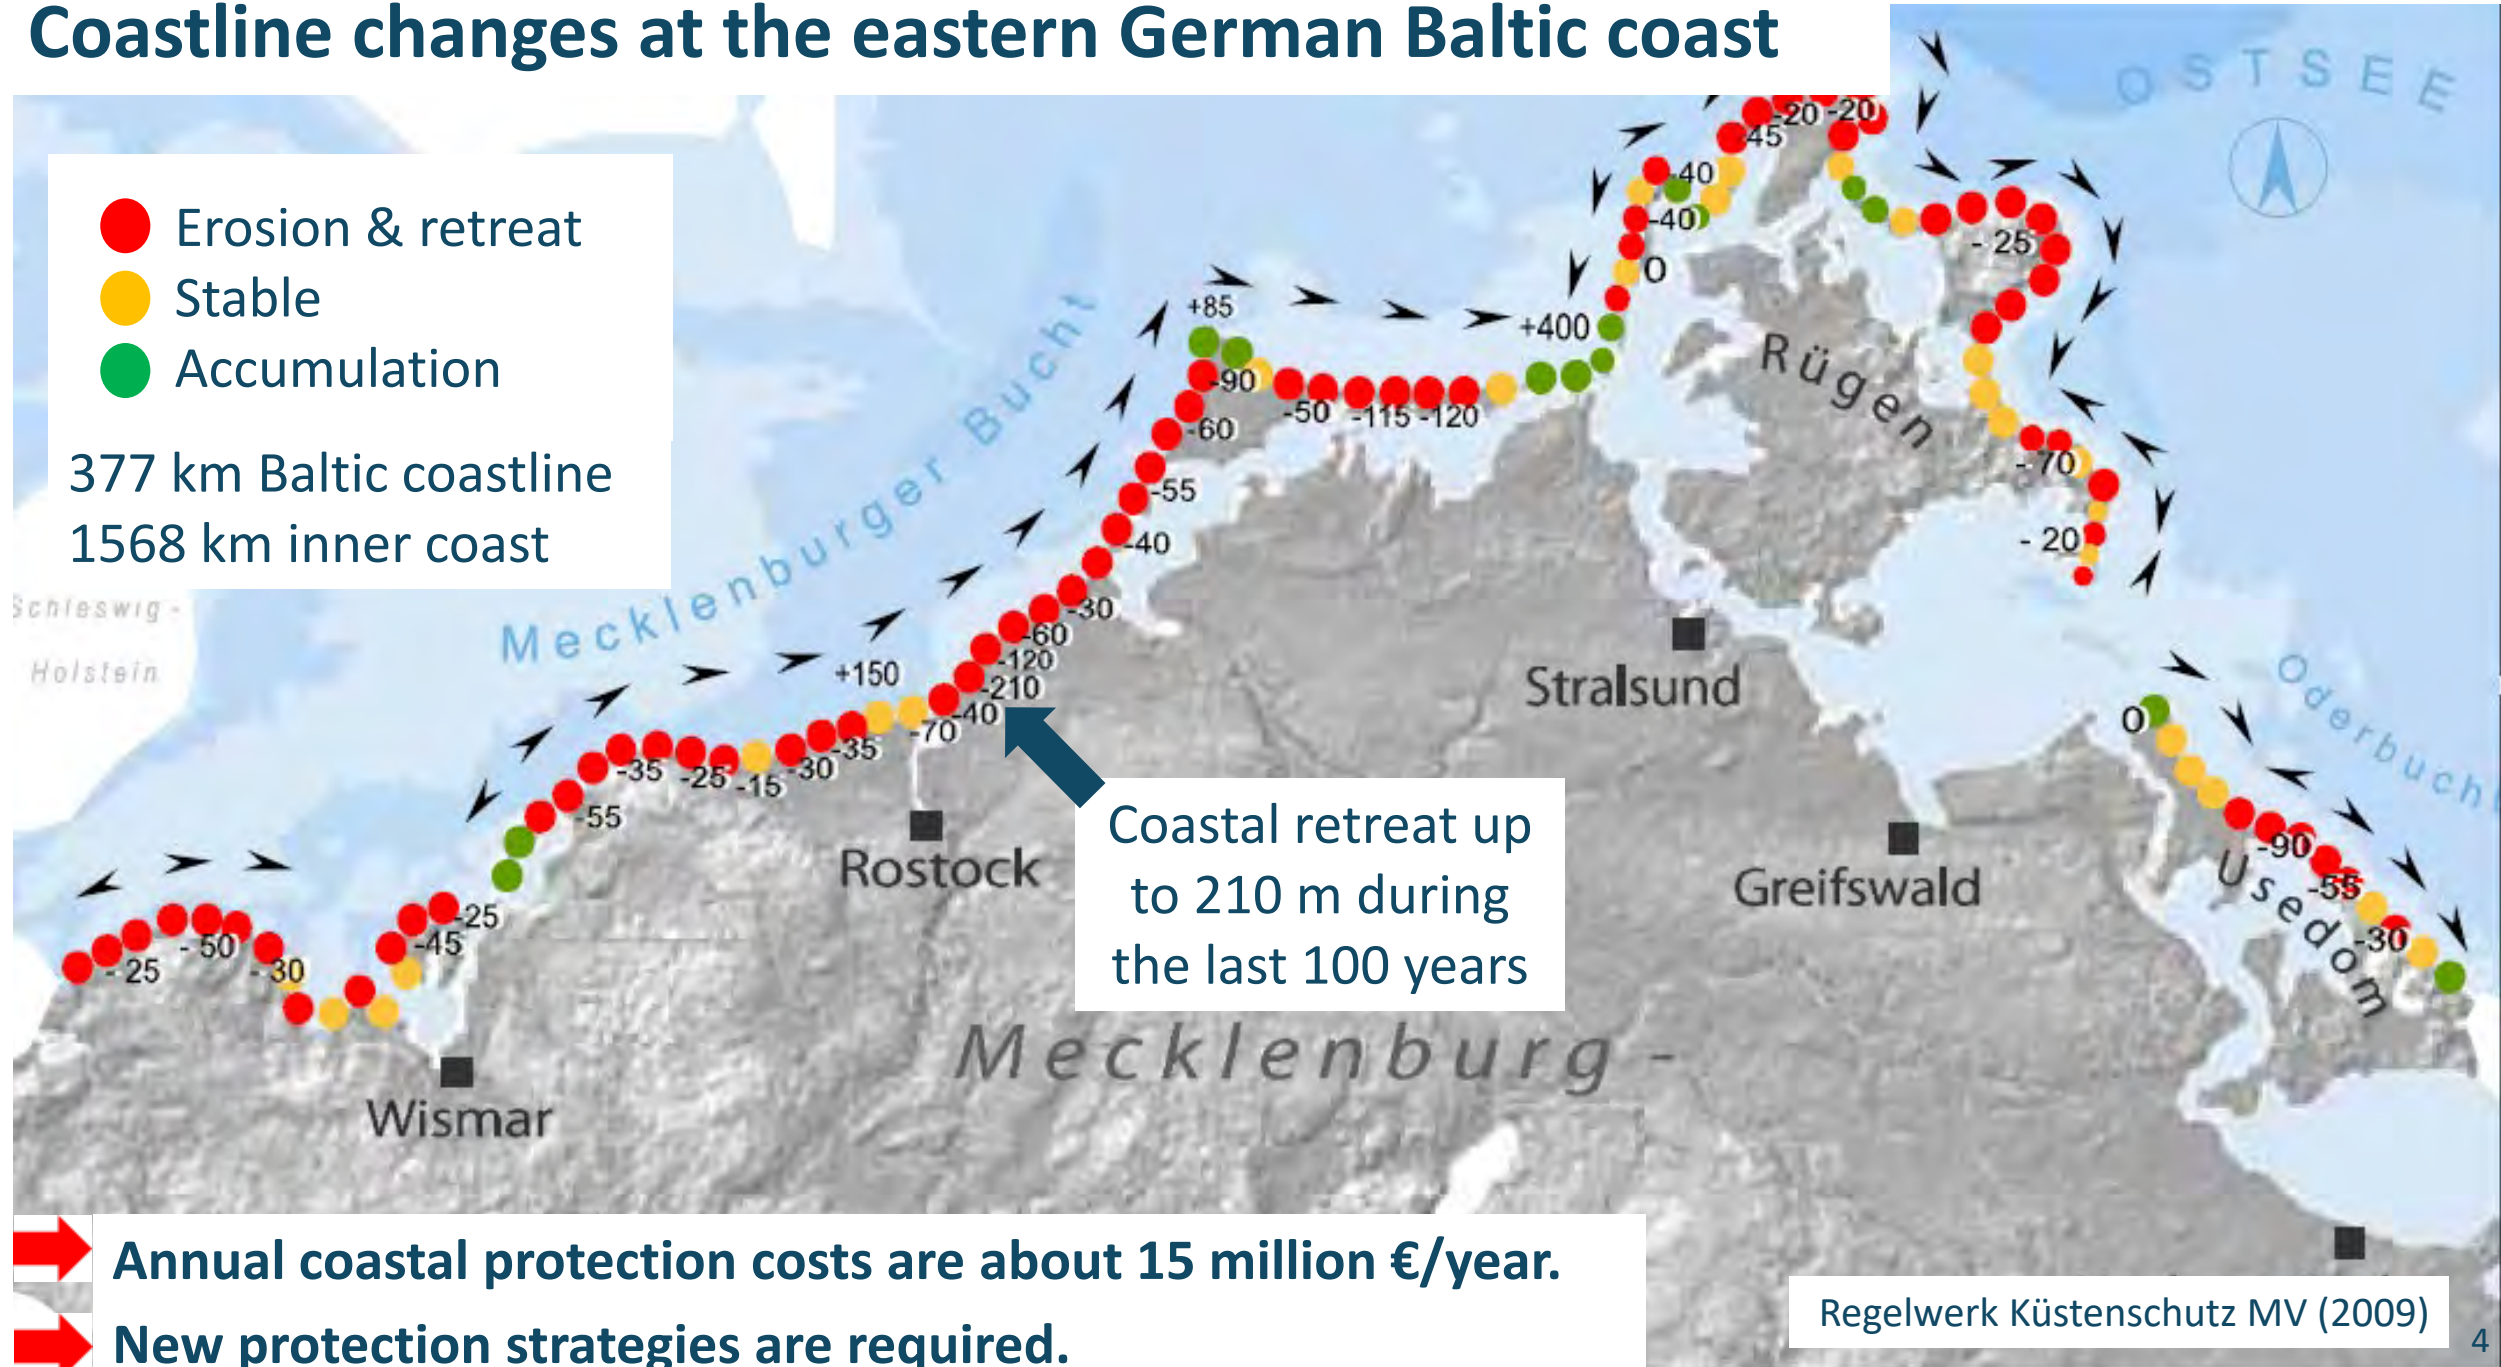 Coastline changes at the eastern German Baltic coast
OSTSEE
Erosion & retreat
Stable
Accumulation
377 km Baltic coastline
1568 km inner coast
Schleswig -
Holstein
Mecklenburger Bucht
Oderbucht
Rügen
Usedom
Stralsund
Greifswald
Rostock
Wismar
Mecklenburg -
-20 -20
-45
-40
-40
0
- 25
+400
+85
-90
-50 -115 -120
-60
-55
-40
-30
-60
-120
-210
-40
-70
+150
-35
-30
-15
-25
-35
-55
-25
-45
- 30
- 50
- 25
- 70
- 20
0
-90
-55
-30
Coastal retreat up
to 210 m during
the last 100 years
Annual coastal protection costs are about 15 million €/year.
New protection strategies are required.
Regelwerk Küstenschutz MV (2009)
4